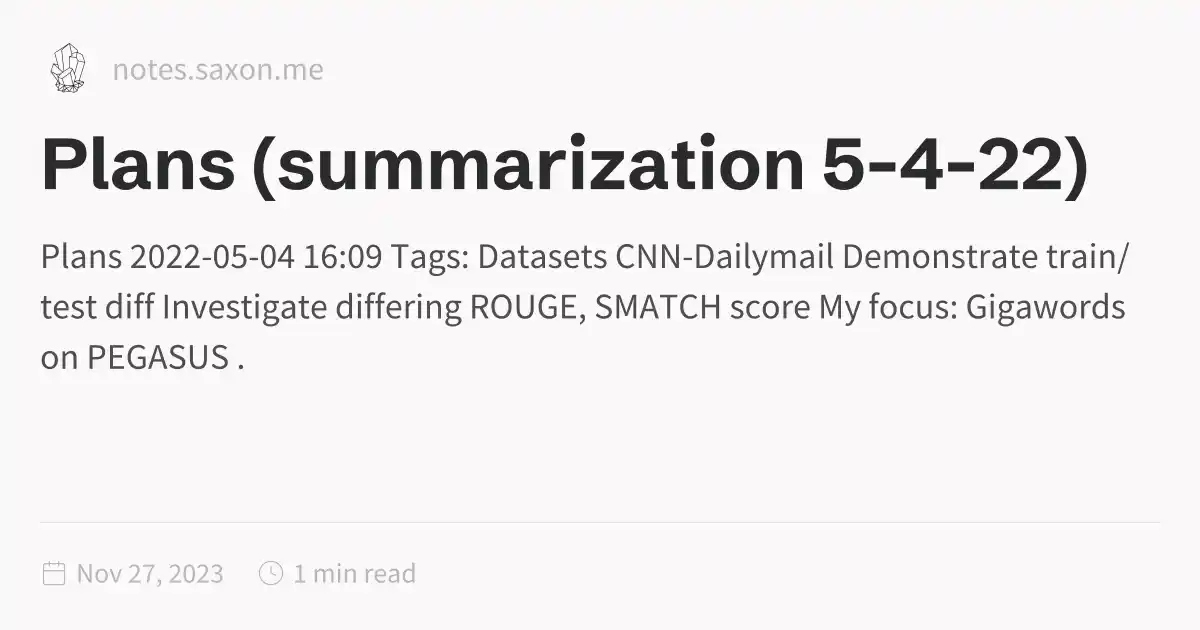 notes.saxon.me
Plans (summarization 5-4-22)
Plans 2022-05-04 16:09 Tags: Datasets CNN-Dailymail Demonstrate train/
test diff Investigate differing ROUGE, SMATCH score My focus: Gigawords
on PEGASUS .
Nov 27, 2023 1 min read